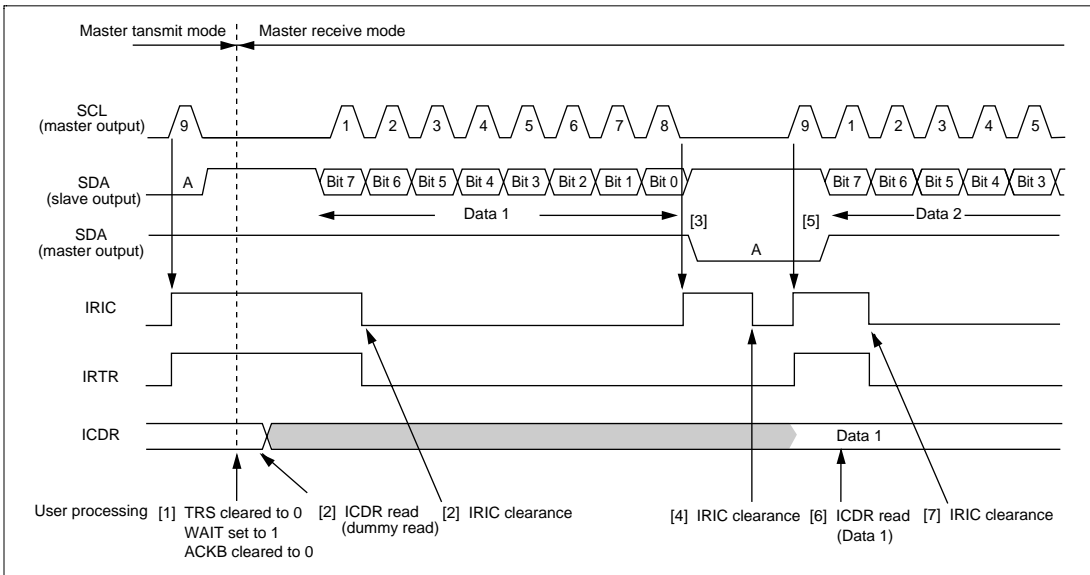 Master tansmit mode Master receive mode
SCL
(master output)
9 1 2 3 4 5 6 7 8 9 1 2 3 4 5
SDA
(slave output)
A Bit 7 Bit 6 Bit 5 Bit 4 Bit 3 Bit 2 Bit 1 Bit 0 Bit 7 Bit 6 Bit 5 Bit 4 Bit 3
Data 1 [3] [5] Data 2
SDA
(master output)
A
IRIC
IRTR
ICDR
Data 1
User processing [1] TRS cleared to 0
WAIT set to 1
ACKB cleared to 0
[2] ICDR read
(dummy read)
[2] IRIC clearance
[4] IRIC clearance
[6] ICDR read
(Data 1)
[7] IRIC clearance